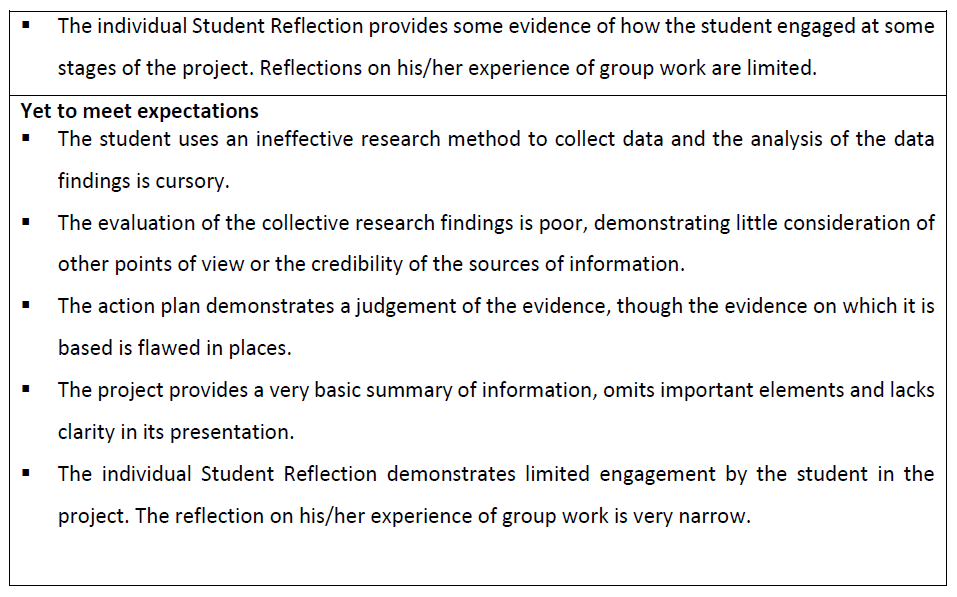 ▪ The individual Student Reflection provides some evidence of how the student engaged at some
stages of the project. Reflections on his/her experience of group work are limited.
Yet to meet expectations
▪ The student uses an ineffective research method to collect data and the analysis of the data
findings is cursory.
▪ The evaluation of the collective research findings is poor, demonstrating little consideration of
other points of view or the credibility of the sources of information.
▪ The action plan demonstrates a judgement of the evidence, though the evidence on which it is
based is flawed in places.
▪ The project provides a very basic summary of information, omits important elements and lacks
clarity in its presentation.
▪ The individual Student Reflection demonstrates limited engagement by the student in the
project. The reflection on his/her experience of group work is very narrow.